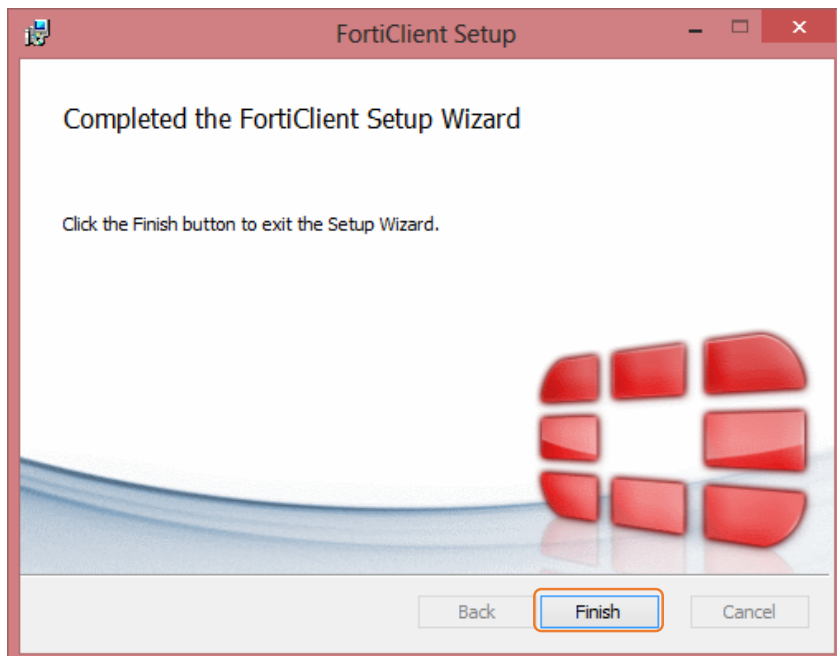 FortiClient Setup
Completed the FortiClient Setup Wizard
Click the Finish button to exit the Setup Wizard.
Back
Finish
Cancel